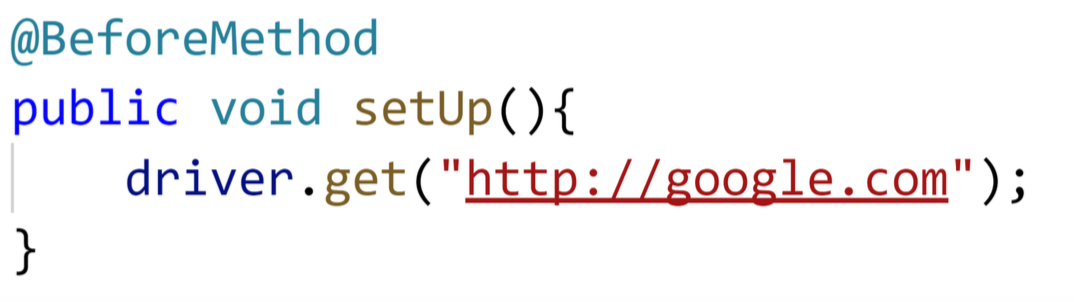 @BeforeMethod
public void setUp(){
    driver.get("http://google.com");
}